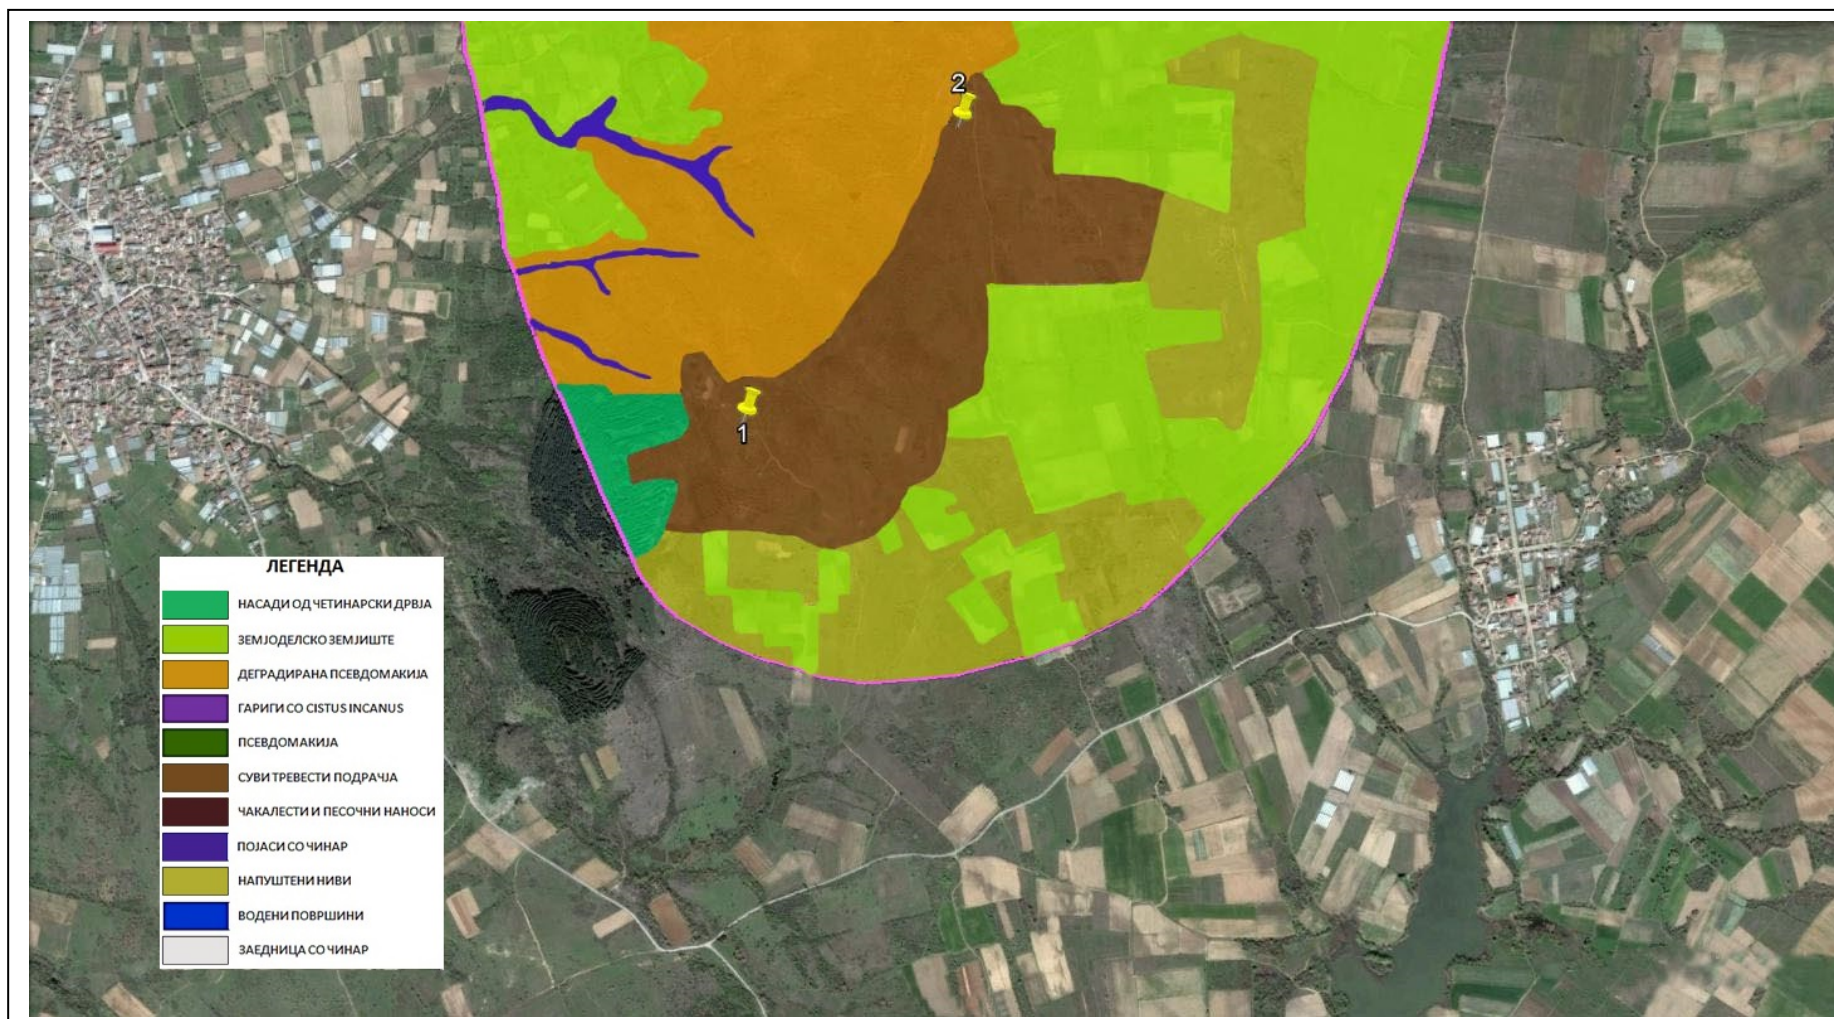 2
1
ЛЕГЕНДА
НАСАДИ ОД ЧЕТИНАРСКИ ДРВЈА
ЗЕМЈОДЕЛСКО ЗЕМЈИШТЕ
ДЕГРАДИРАНА ПСЕВДОМАКИЈА
ГАРИГИ СО CISTUS INCANUS
ПСЕВДОМАКИЈА
СУВИ ТРЕВЕСТИ ПОДРАЧЈА
ЧАКАЛЕСТИ И ПЕСОЧНИ НАНОСИ
ПОЈАСИ СО ЧИНАР
НАПУШТЕНИ НИВИ
ВОДЕНИ ПОВРШИНИ
ЗАЕДНИЦА СО ЧИНАР